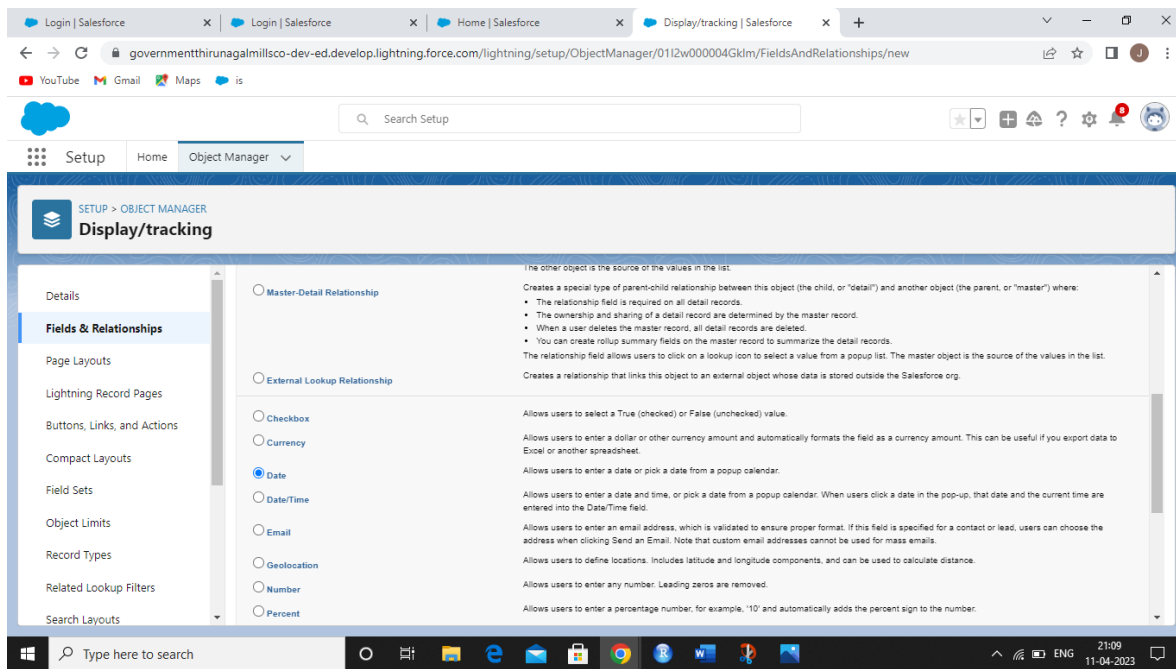 Login | Salesforce
Login | Salesforce
Home | Salesforce
Display/tracking | Salesforce
governmentthirunagalmillsco-dev-ed.develop.lightning.force.com/lightning/setup/ObjectManager/01I2w000004Gklm/FieldsAndRelationships/new
J
YouTube
Gmail
Maps
is
Search Setup
8
Setup
Home
Object Manager
SETUP > OBJECT MANAGER
Display/tracking
Details
Fields & Relationships
Page Layouts
Lightning Record Pages
Buttons, Links, and Actions
Compact Layouts
Field Sets
Object Limits
Record Types
Related Lookup Filters
Search Layouts
The other object is the source of the values in the list.
Master-Detail Relationship
Creates a special type of parent-child relationship between this object (the child, or "detail") and another object (the parent, or "master") where:
• The relationship field is required on all detail records.
• The ownership and sharing of a detail record are determined by the master record.
• When a user deletes the master record, all detail records are deleted.
• You can create rollup summary fields on the master record to summarize the detail records.
The relationship field allows users to click on a lookup icon to select a value from a popup list. The master object is the source of the values in the list.
External Lookup Relationship
Creates a relationship that links this object to an external object whose data is stored outside the Salesforce org.
Checkbox
Allows users to select a True (checked) or False (unchecked) value.
Currency
Allows users to enter a dollar or other currency amount and automatically formats the field as a currency amount. This can be useful if you export data to
Excel or another spreadsheet.
Date
Allows users to enter a date or pick a date from a popup calendar.
Date/Time
Allows users to enter a date and time, or pick a date from a popup calendar. When users click a date in the pop-up, that date and the current time are
entered into the Date/Time field.
Email
Allows users to enter an email address, which is validated to ensure proper format. If this field is specified for a contact or lead, users can choose the
address when clicking Send an Email. Note that custom email addresses cannot be used for mass emails.
Geolocation
Allows users to define locations. Includes latitude and longitude components, and can be used to calculate distance.
Number
Allows users to enter any number. Leading zeros are removed.
Percent
Allows users to enter a percentage number, for example, '10' and automatically adds the percent sign to the number.
Type here to search
ENG
21:09
11-04-2023